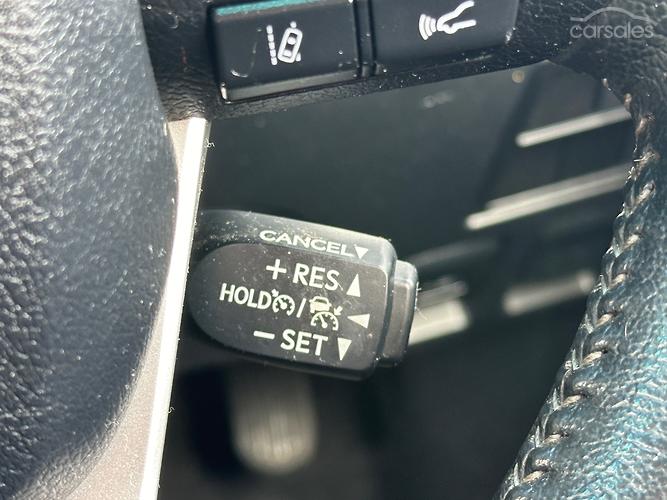 carsales
CANCEL
+ RES
HOLD /
− SET